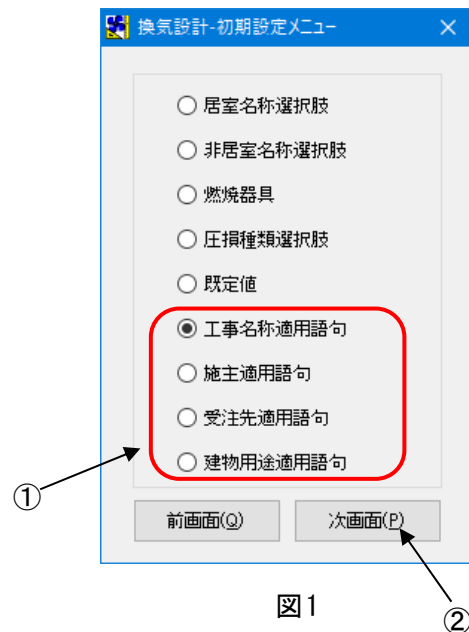 換気設計-初期設定メニュー
居室名称選択肢
非居室名称選択肢
燃焼器具
圧損種類選択肢
既定値
工事名称適用語句
施主適用語句
受注先適用語句
建物用途適用語句
①
前画面(Q) 次画面(P)
図1
②